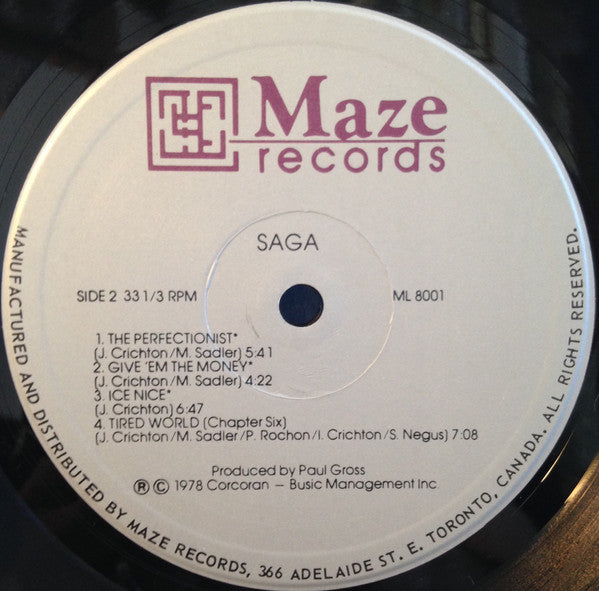 Maze
records
SAGA
SIDE 2 33 1/3 RPM
ML 8001
1. THE PERFECTIONIST*
(J. Crichton/M. Sadler) 5:41
2. GIVE 'EM THE MONEY*
(J. Crichton/M. Sadler) 4:22
3. ICE NICE*
(J. Crichton) 6:47
4. TIRED WORLD (Chapter Six)
(J. Crichton/M. Sadler/P. Rochon/I. Crichton/S. Negus) 7:08
Produced by Paul Gross
Ⓡ © 1978 Corcoran – Busic Management Inc.
MANUFACTURED AND DISTRIBUTED BY MAZE RECORDS, 366 ADELAIDE ST. E. TORONTO, CANADA. ALL RIGHTS RESERVED.